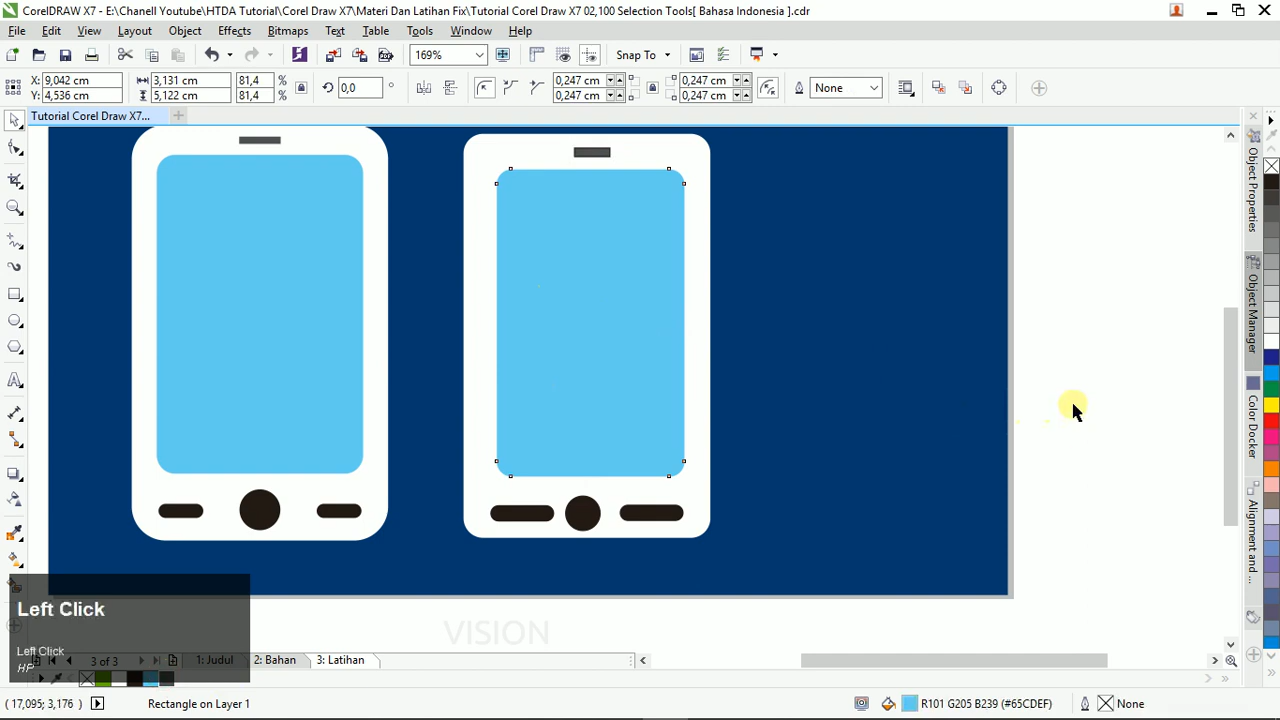 CorelDRAW X7 - E:\Chanell Youtube\HTDA Tutorial\Corel Draw X7\Materi Dan Latihan Fix\Tutorial Corel Draw X7 02,100 Selection Tools[ Bahasa Indonesia ].cdr
File Edit View Layout Object Effects Bitmaps Text Table Tools Window Help
169% Snap To
X: 9,042 cm 3,131 cm 81,4 % 0,0 ° 0,247 cm 0,247 cm None
Y: 4,536 cm 5,122 cm 81,4 % 0,247 cm 0,247 cm
Tutorial Corel Draw X7...
Object Properties
Object Manager
Color Docker
Alignment and ...
Left Click
Left Click
HP
VISION
3 of 3 1: Judul 2: Bahan 3: Latihan
( 17,095; 3,176 ) Rectangle on Layer 1 R101 G205 B239 (#65CDEF) None